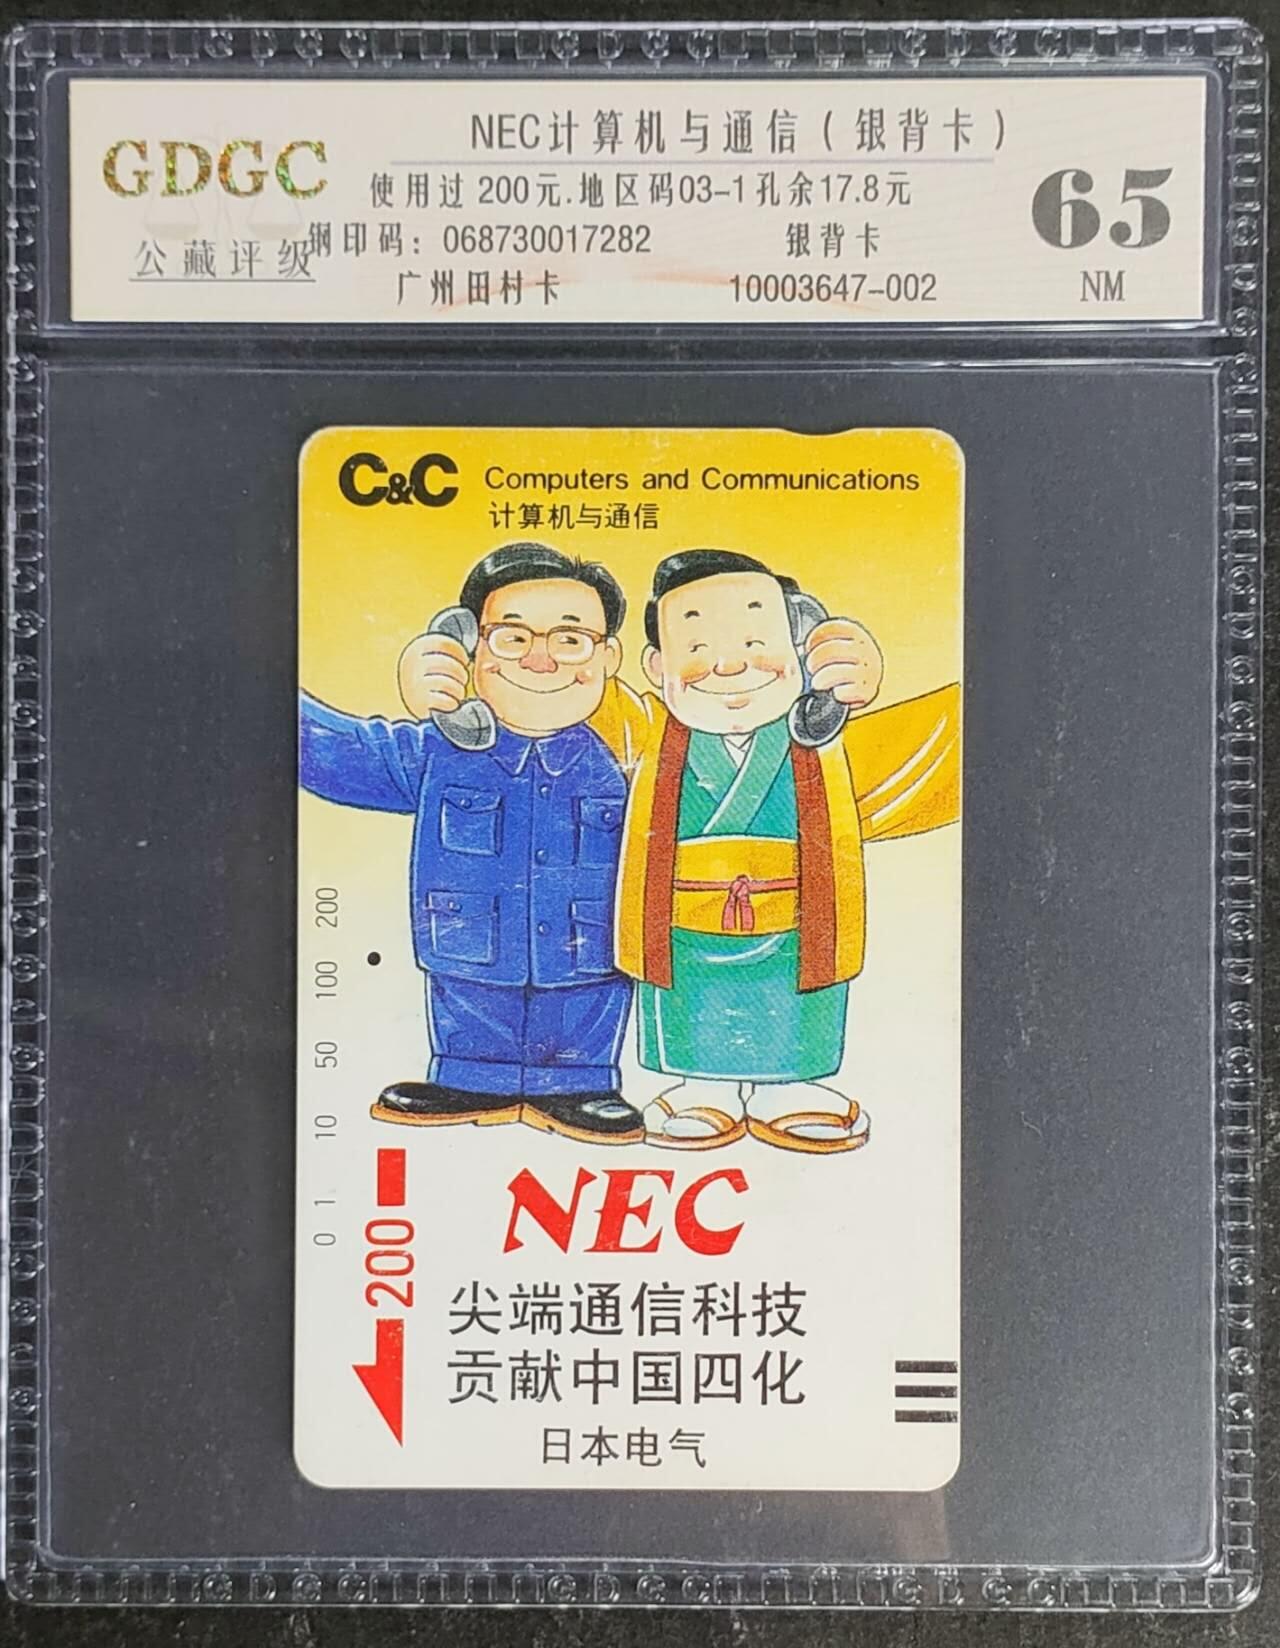 NEC计算机与通信(银背卡)
GDGC
使用过 200元.地区码03-1孔余17.8元
65
公藏评级
钢印码: 068730017282 银背卡
广州田村卡 10003647-002
NM
C&C Computers and Communications
计算机与通信
0 1 10 50 100 200
200
NEC
尖端通信科技
贡献中国四化
日本电气